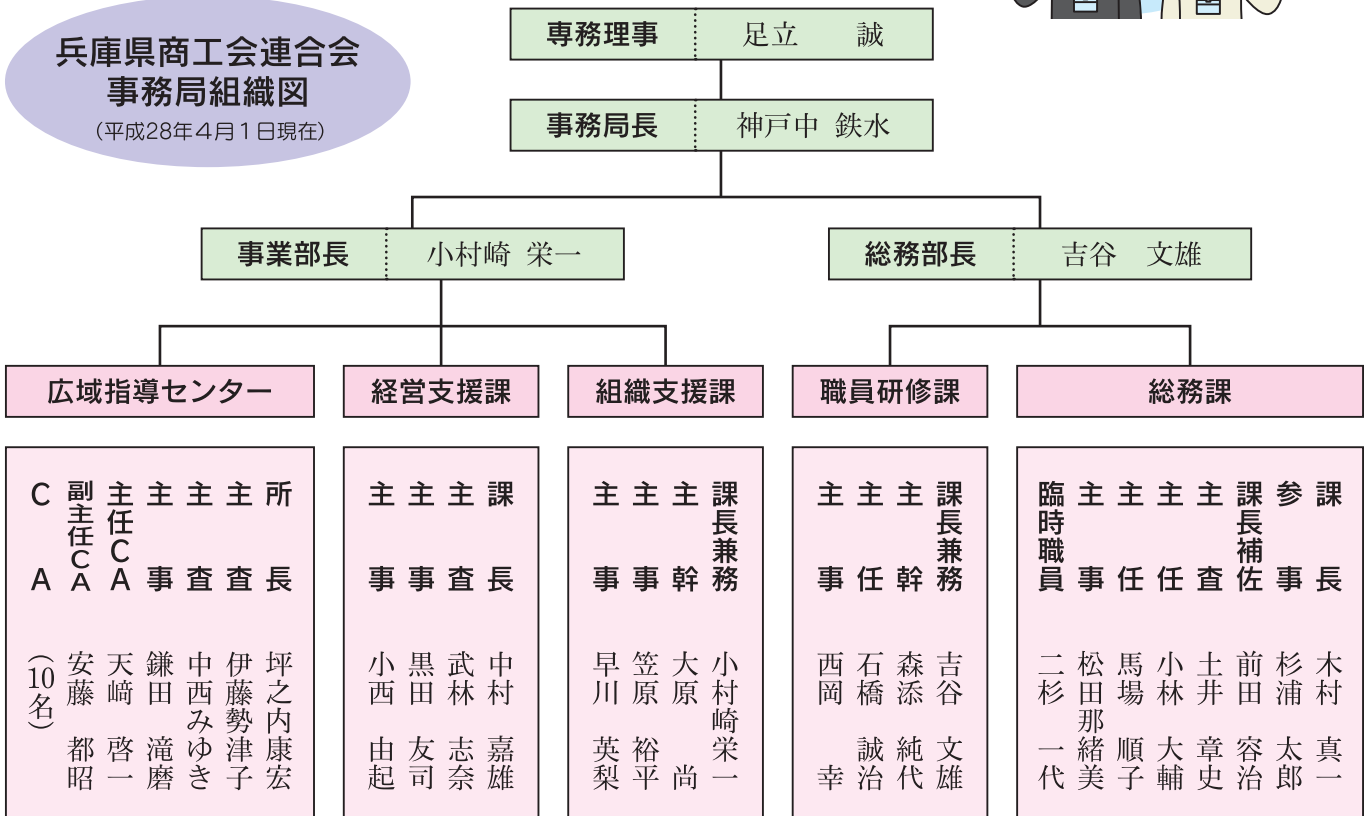 兵庫県商工会連合会
事務局組織図
(平成28年4月1日現在)
専務理事 足立 誠
事務局長 神戸中 鉄水
事業部長 小村崎 栄一
総務部長 吉谷 文雄
広域指導センター
所長 坪之内康宏
主査 伊藤勢津子
主査 中西みゆき
主事 鎌田 滝磨
主任CA 天﨑 啓一
副主任CA 安藤 都昭
CA (10名)
経営支援課
課長 中村 嘉雄
主査 武林 志奈
主事 黒田 友司
主事 小西 由起
組織支援課
課長兼務 小村崎栄一
主幹 大原 尚
主事 笠原 裕平
主事 早川 英梨
職員研修課
課長兼務 吉谷 文雄
主幹 森添 純代
主任 石橋 誠治
主事 西岡 幸
総務課
課長 木村 真一
参事 杉浦 太郎
課長補佐 前田 容治
主査 土井 章史
主任 小林 大輔
主任 馬場 順子
主事 松田那緒美
臨時職員 二杉 一代